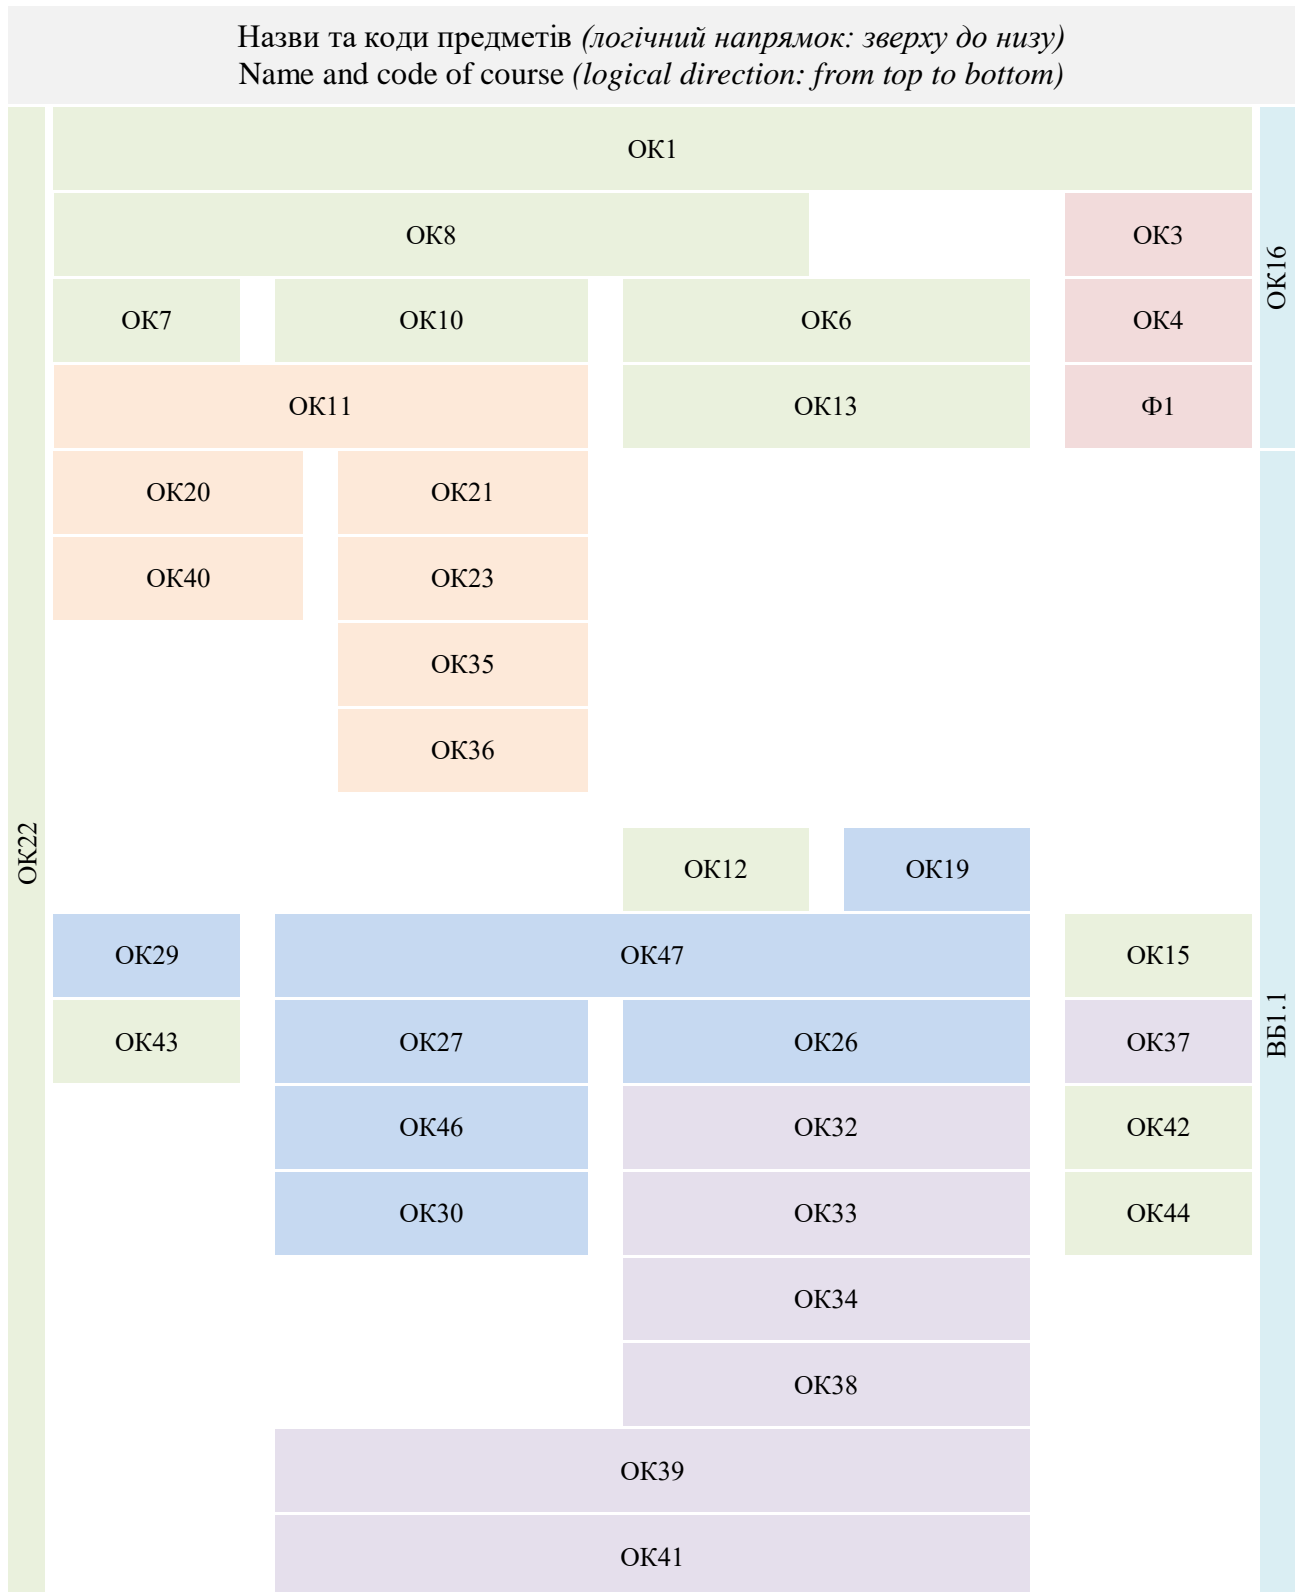 Назви та коди предметів (логічний напрямок: зверху до низу)
Name and code of course (logical direction: from top to bottom)
ОК1
ОК8
ОК3
ОК16
ОК7
ОК10
ОК6
ОК4
ОК11
ОК13
Ф1
ОК20
ОК21
ОК40
ОК23
ОК35
ОК36
ОК22
ОК12
ОК19
ОК29
ОК47
ОК15
ОК43
ОК27
ОК26
ОК37
ВБ1.1
ОК46
ОК32
ОК42
ОК30
ОК33
ОК44
ОК34
ОК38
ОК39
ОК41